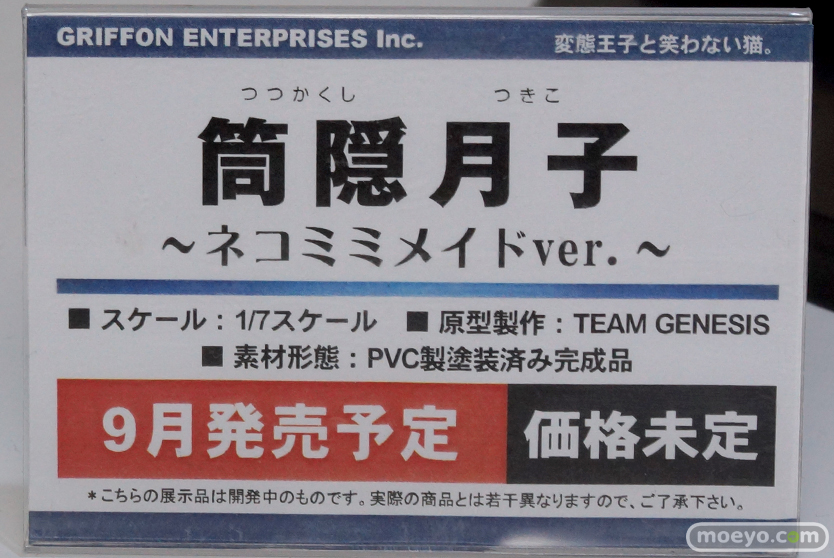 GRIFFON ENTERPRISES Inc. 変態王子と笑わない猫。
つつかくし つきこ
筒隠月子
～ネコミミメイドver.～
■ スケール：1/7スケール ■ 原型製作：TEAM GENESIS
■ 素材形態：PVC製塗装済み完成品
9月発売予定 価格未定
＊こちらの展示品は開発中のものです。実際の商品とは若干異なりますので、ご了承下さい。
moeyo.com